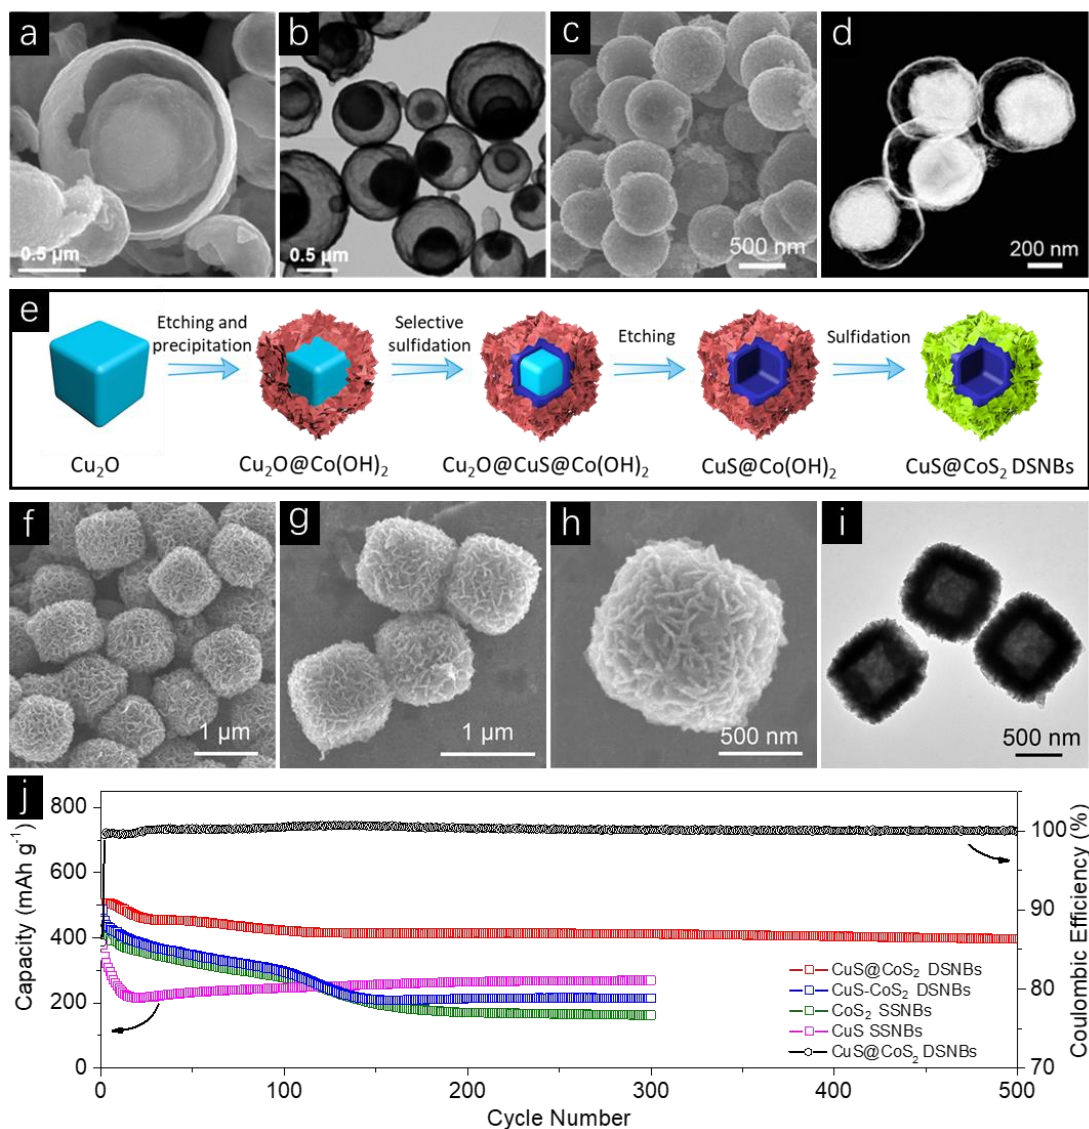 a
b
c
d
0.5 μm
0.5 μm
500 nm
200 nm
e
Etching and
precipitation
Selective
sulfidation
Etching
Sulfidation
Cu₂O
Cu₂O@Co(OH)₂
Cu₂O@CuS@Co(OH)₂
CuS@Co(OH)₂
CuS@CoS₂ DSNBs
f
g
h
i
1 μm
1 μm
500 nm
500 nm
j
800
600
400
200
0
Capacity (mAh g⁻¹)
100
90
80
70
Coulombic Efficiency (%)
CuS@CoS₂ DSNBs
CuS-CoS₂ DSNBs
CoS₂ SSNBs
CuS SSNBs
CuS@CoS₂ DSNBs
0 100 200 300 400 500
Cycle Number